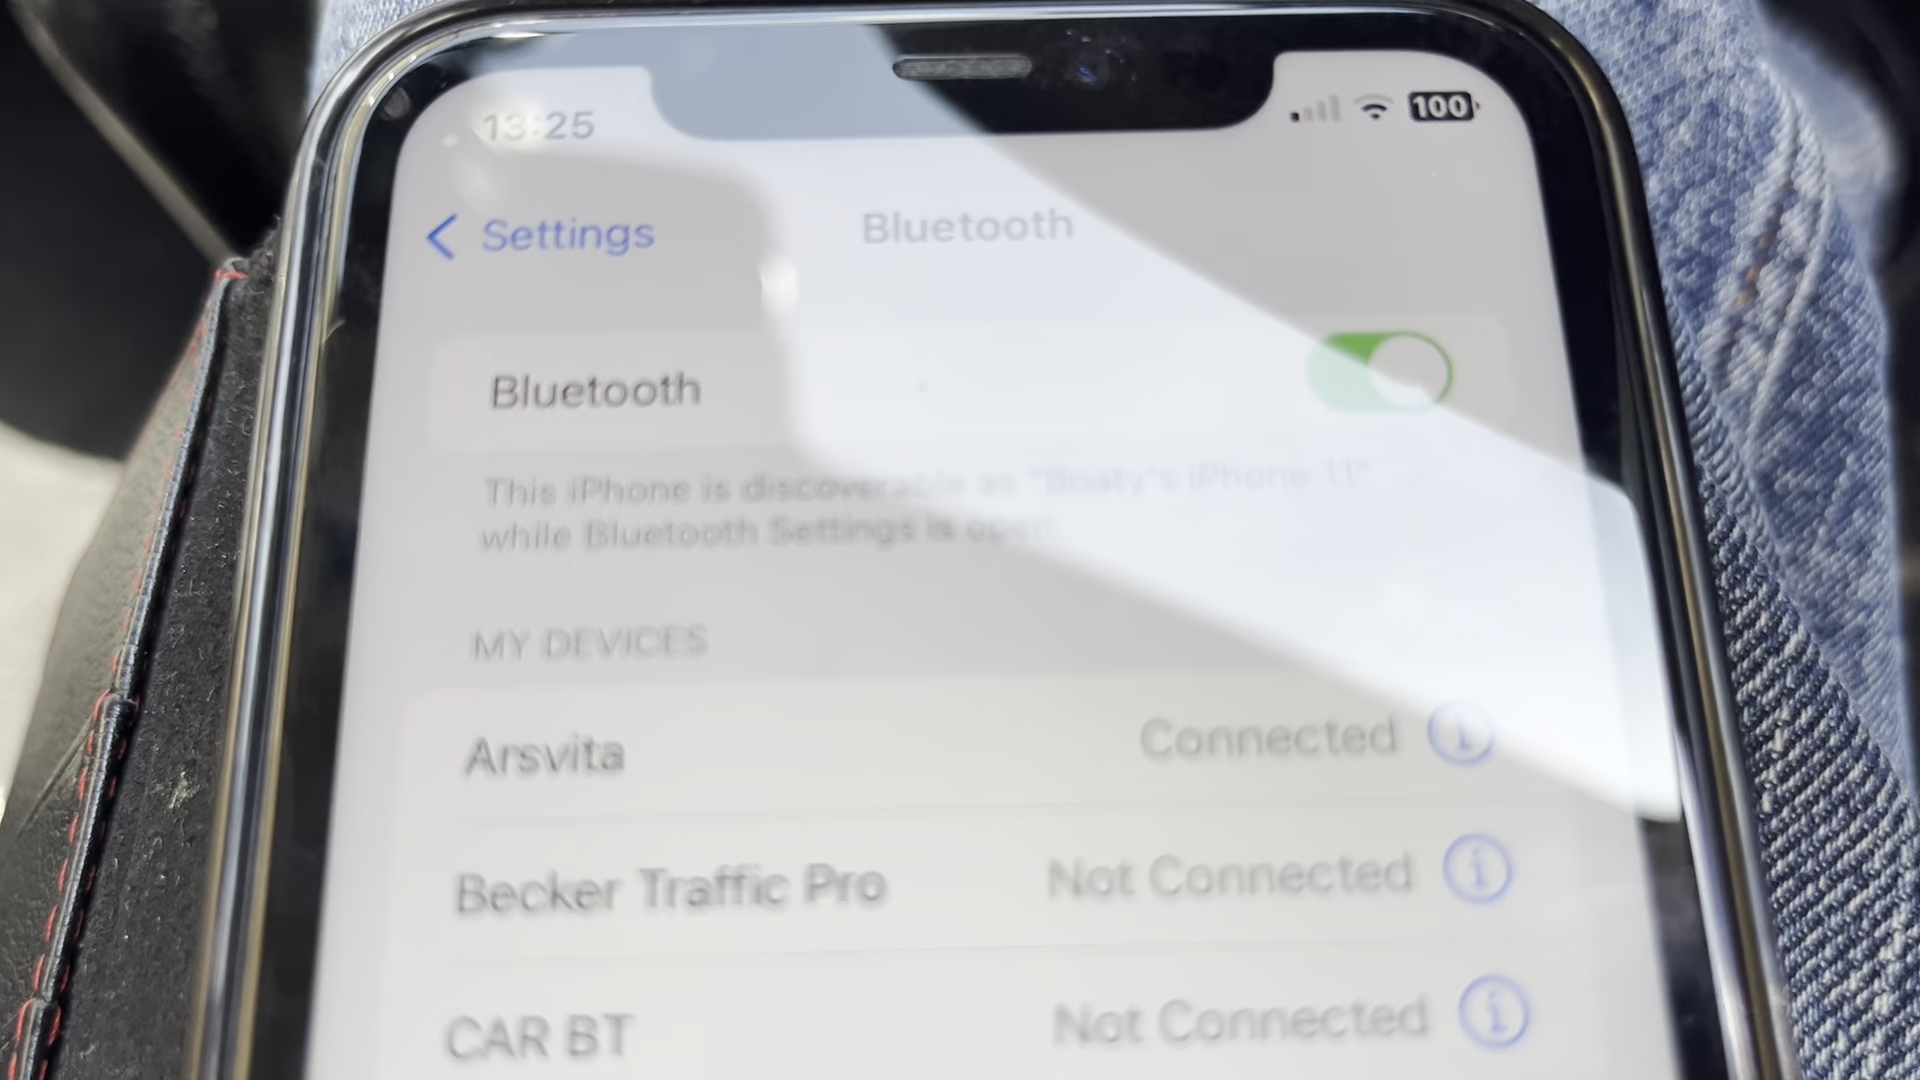 13:25
100
Settings
Bluetooth
Bluetooth
This iPhone is discoverable as "Boaty's iPhone 11"
while Bluetooth Settings is open
MY DEVICES
Arsvita Connected
Becker Traffic Pro Not Connected
CAR BT Not Connected